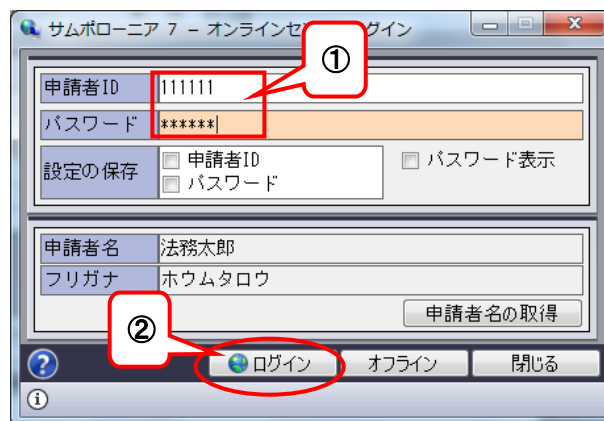 サムポローニア 7 － オンラインセ グイン
①
申請者ID 111111
パスワード ******
設定の保存 申請者ID パスワード表示
パスワード
申請者名 法務太郎
フリガナ ホウムタロウ
申請者名の取得
②
ログイン オフライン 閉じる